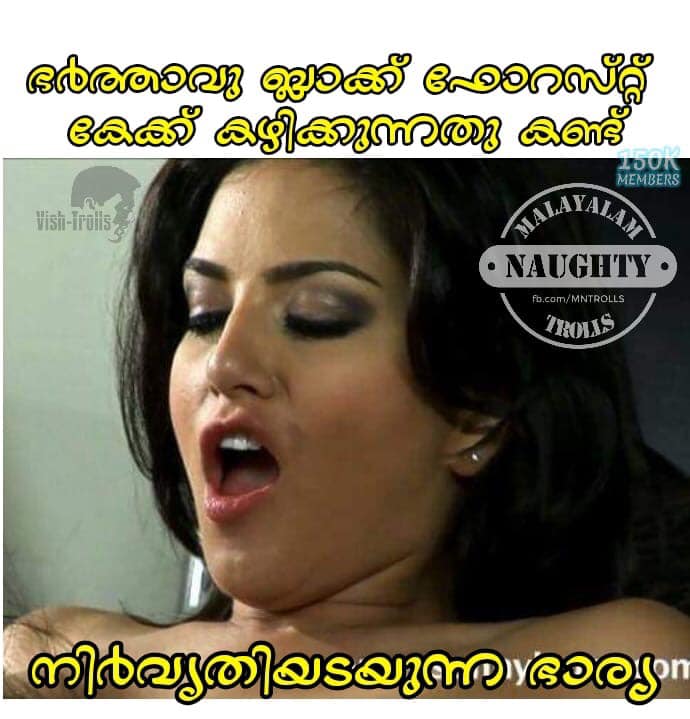 ഭർത്താവു ബ്ലാക്ക് ഫോറസ്റ്റ്
കേക്ക് കഴിക്കുന്നതു കണ്ട്
150K
MEMBERS
Vish-Trolls
MALAYALAM
NAUGHTY
fb.com/MNTROLLS
TROLLS
നിർവൃതിയടയുന്ന ഭാര്യ